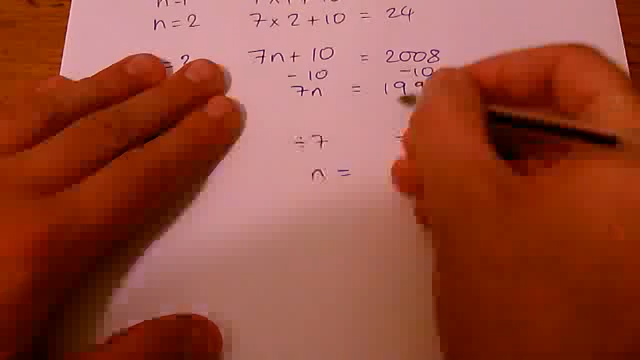 n = 2 7 × 2 + 10 = 24
= ? 7n + 10 = 2008
- 10 - 10
7n = 199
÷ 7
n =